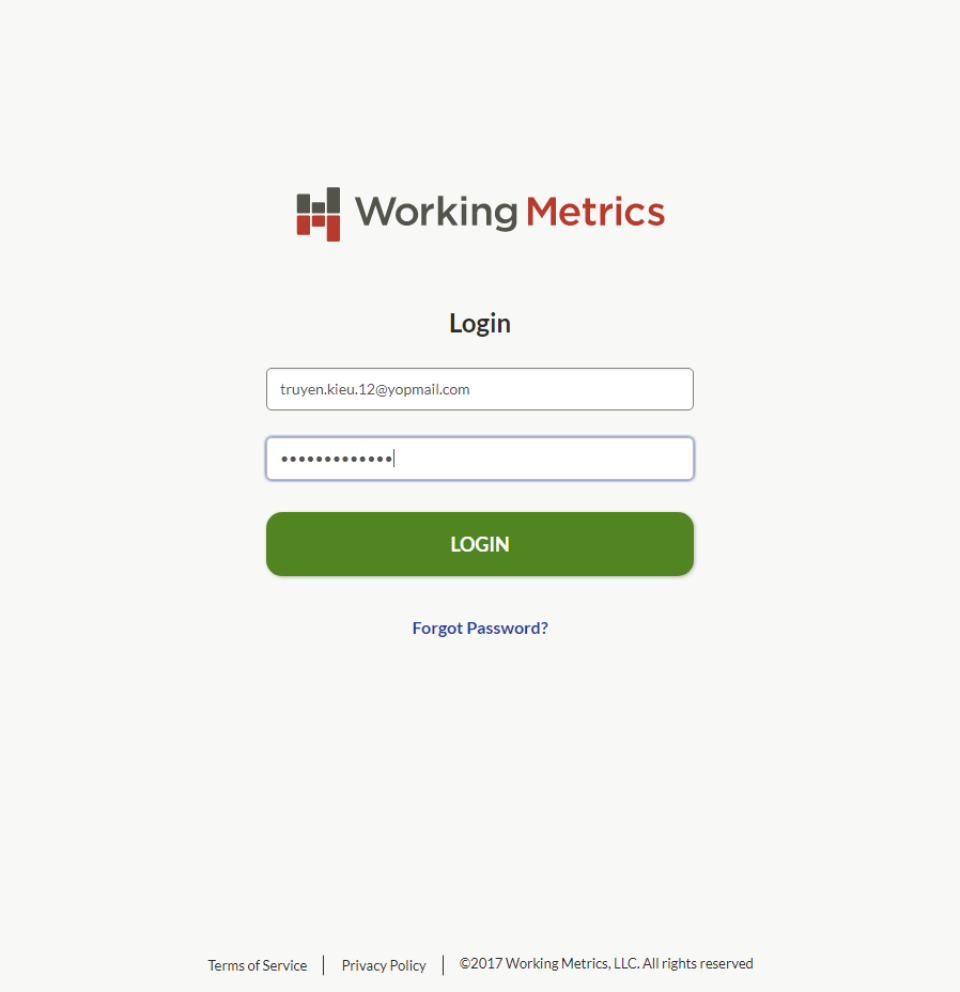 Working Metrics
Login
truyen.kieu.12@yopmail.com
•••••••••••••
LOGIN
Forgot Password?
Terms of Service | Privacy Policy | ©2017 Working Metrics, LLC. All rights reserved